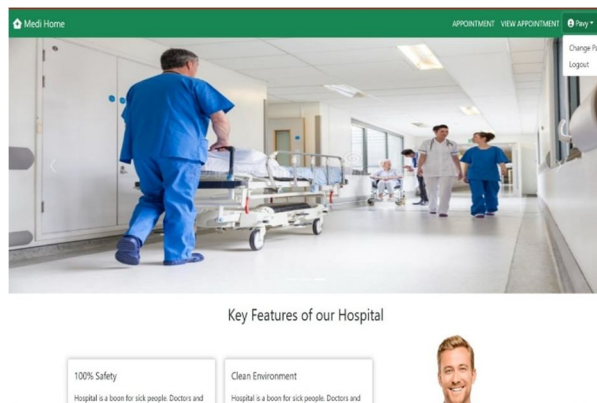 Medi Home
APPOINTMENT VIEW APPOINTMENT Pavy
Change
Logout
Key Features of our Hospital
100% Safety
Hospital is a boon for sick people. Doctors and
Clean Environment
Hospital is a boon for sick people. Doctors and